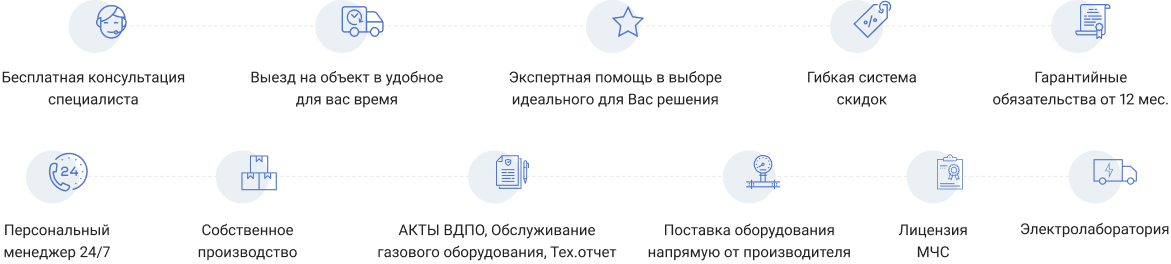 Бесплатная консультация
специалиста
Выезд на объект в удобное
для вас время
Экспертная помощь в выборе
идеального для Вас решения
%
Гибкая система
скидок
Гарантийные
обязательства от 12 мес.
24
Персональный
менеджер 24/7
Собственное
производство
АКТЫ ВДПО, Обслуживание
газового оборудования, Тех.отчет
Поставка оборудования
напрямую от производителя
Лицензия
МЧС
Электролаборатория